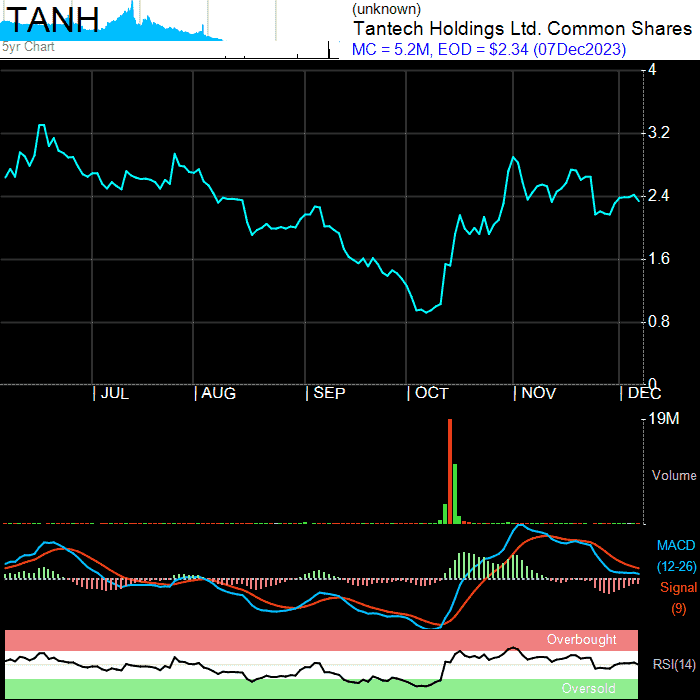 TANH
5yr Chart
(unknown)
Tantech Holdings Ltd. Common Shares
MC = 5.2M, EOD = $2.34 (07Dec2023)
4
3.2
2.4
1.6
0.8
0
| JUL | AUG | SEP | OCT | NOV | DEC
19M
Volume
MACD
(12-26)
Signal
(9)
Overbought
RSI(14)
Oversold